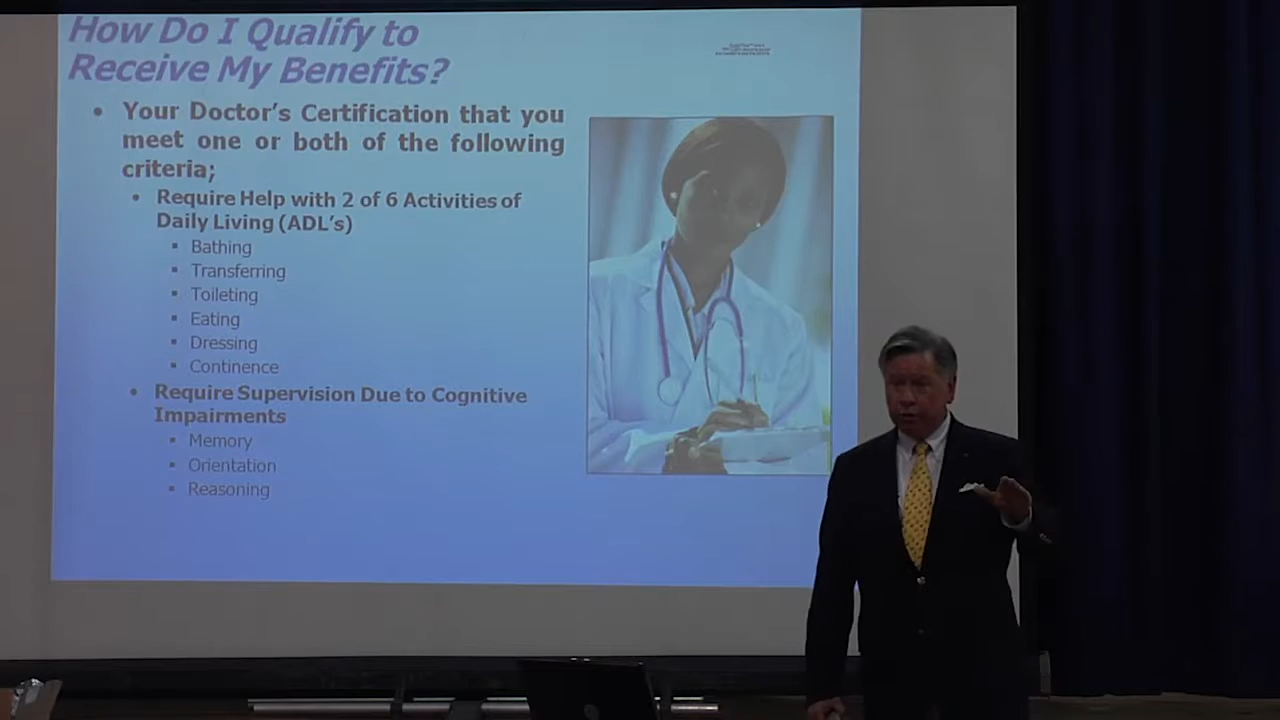 How Do I Qualify to
Receive My Benefits?
• Your Doctor's Certification that you
meet one or both of the following
criteria;
• Require Help with 2 of 6 Activities of
Daily Living (ADL's)
▪ Bathing
▪ Transferring
▪ Toileting
▪ Eating
▪ Dressing
▪ Continence
• Require Supervision Due to Cognitive
Impairments
▪ Memory
▪ Orientation
▪ Reasoning